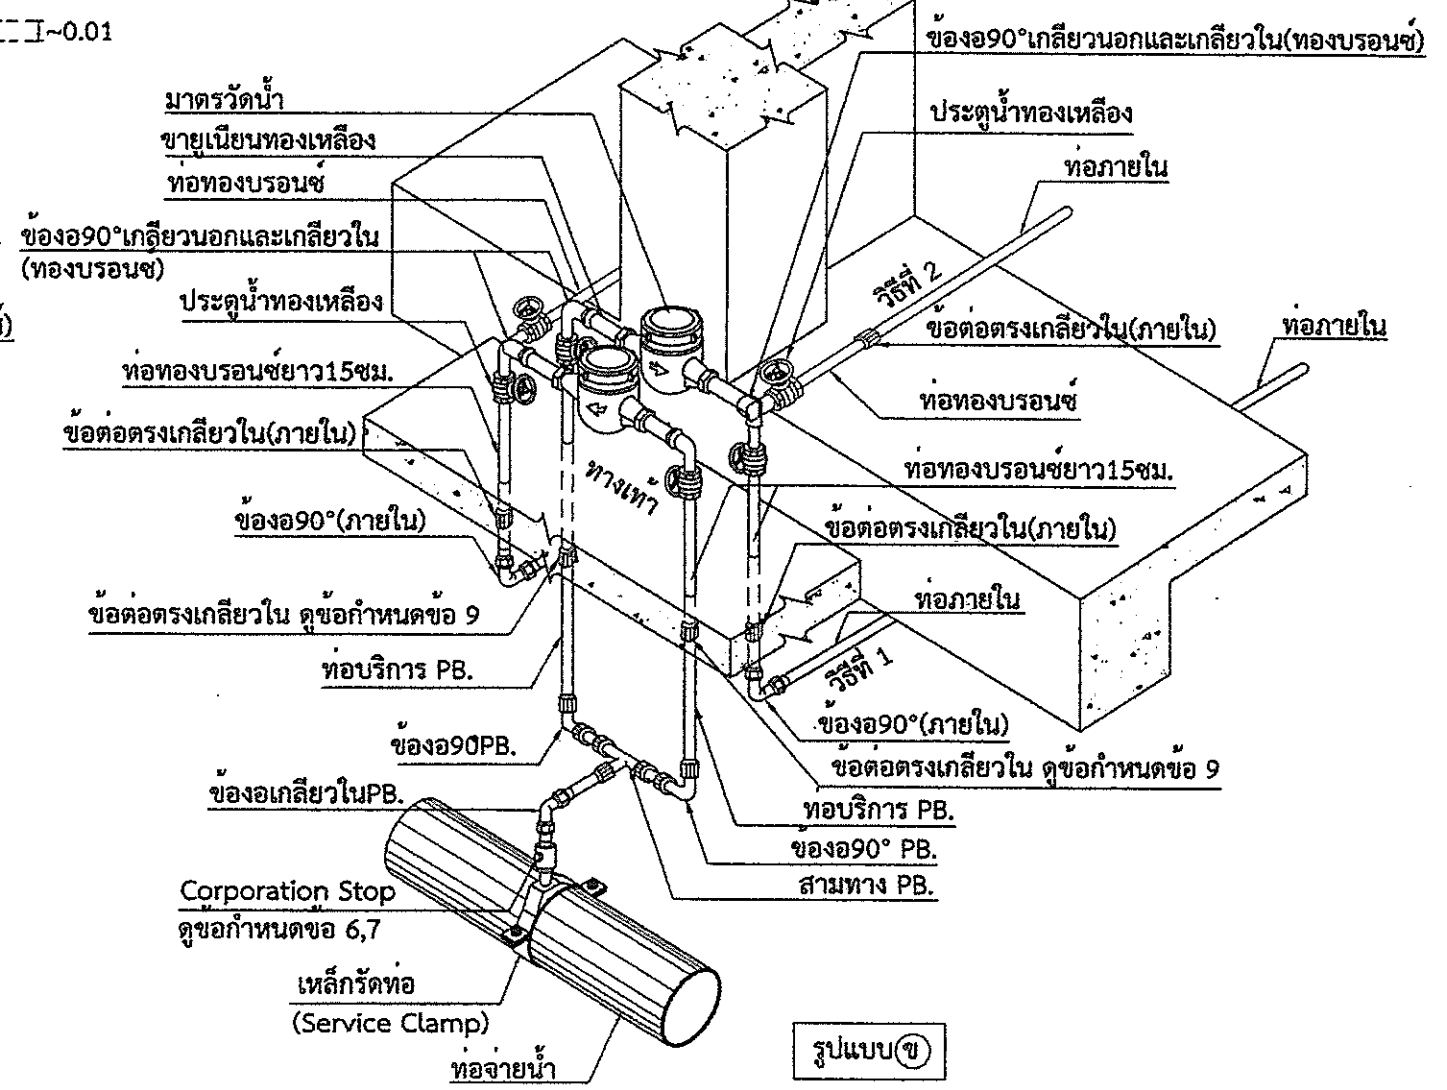 ~0.01
ข้องอ90°เกลียวนอกและเกลียวใน(ทองบรอนซ์)
มาตรวัดน้ำ
ประตูน้ำทองเหลือง
ขายูเนียนทองเหลือง
ท่อภายใน
ท่อทองบรอนซ์
ข้องอ90°เกลียวนอกและเกลียวใน
(ทองบรอนซ์)
วิธีที่ 2
ประตูน้ำทองเหลือง
ข้อต่อตรงเกลียวใน(ภายใน)
ท่อภายใน
ท่อทองบรอนซ์ยาว15ซม.
ท่อทองบรอนซ์
ข้อต่อตรงเกลียวใน(ภายใน)
ทางเท้า
ท่อทองบรอนซ์ยาว15ซม.
ข้องอ90°(ภายใน)
ข้อต่อตรงเกลียวใน(ภายใน)
ข้อต่อตรงเกลียวใน ดูข้อกำหนดข้อ 9
ท่อภายใน
ท่อบริการ PB.
วิธีที่ 1
ข้องอ90°(ภายใน)
ข้องอ90PB.
ข้อต่อตรงเกลียวใน ดูข้อกำหนดข้อ 9
ข้องอเกลียวในPB.
ทอบริการ PB.
ข้องอ90° PB.
สามทาง PB.
Corporation Stop
ดูข้อกำหนดข้อ 6,7
เหล็กรัดท่อ
(Service Clamp)
ท่อจ่ายน้ำ
รูปแบบ ข